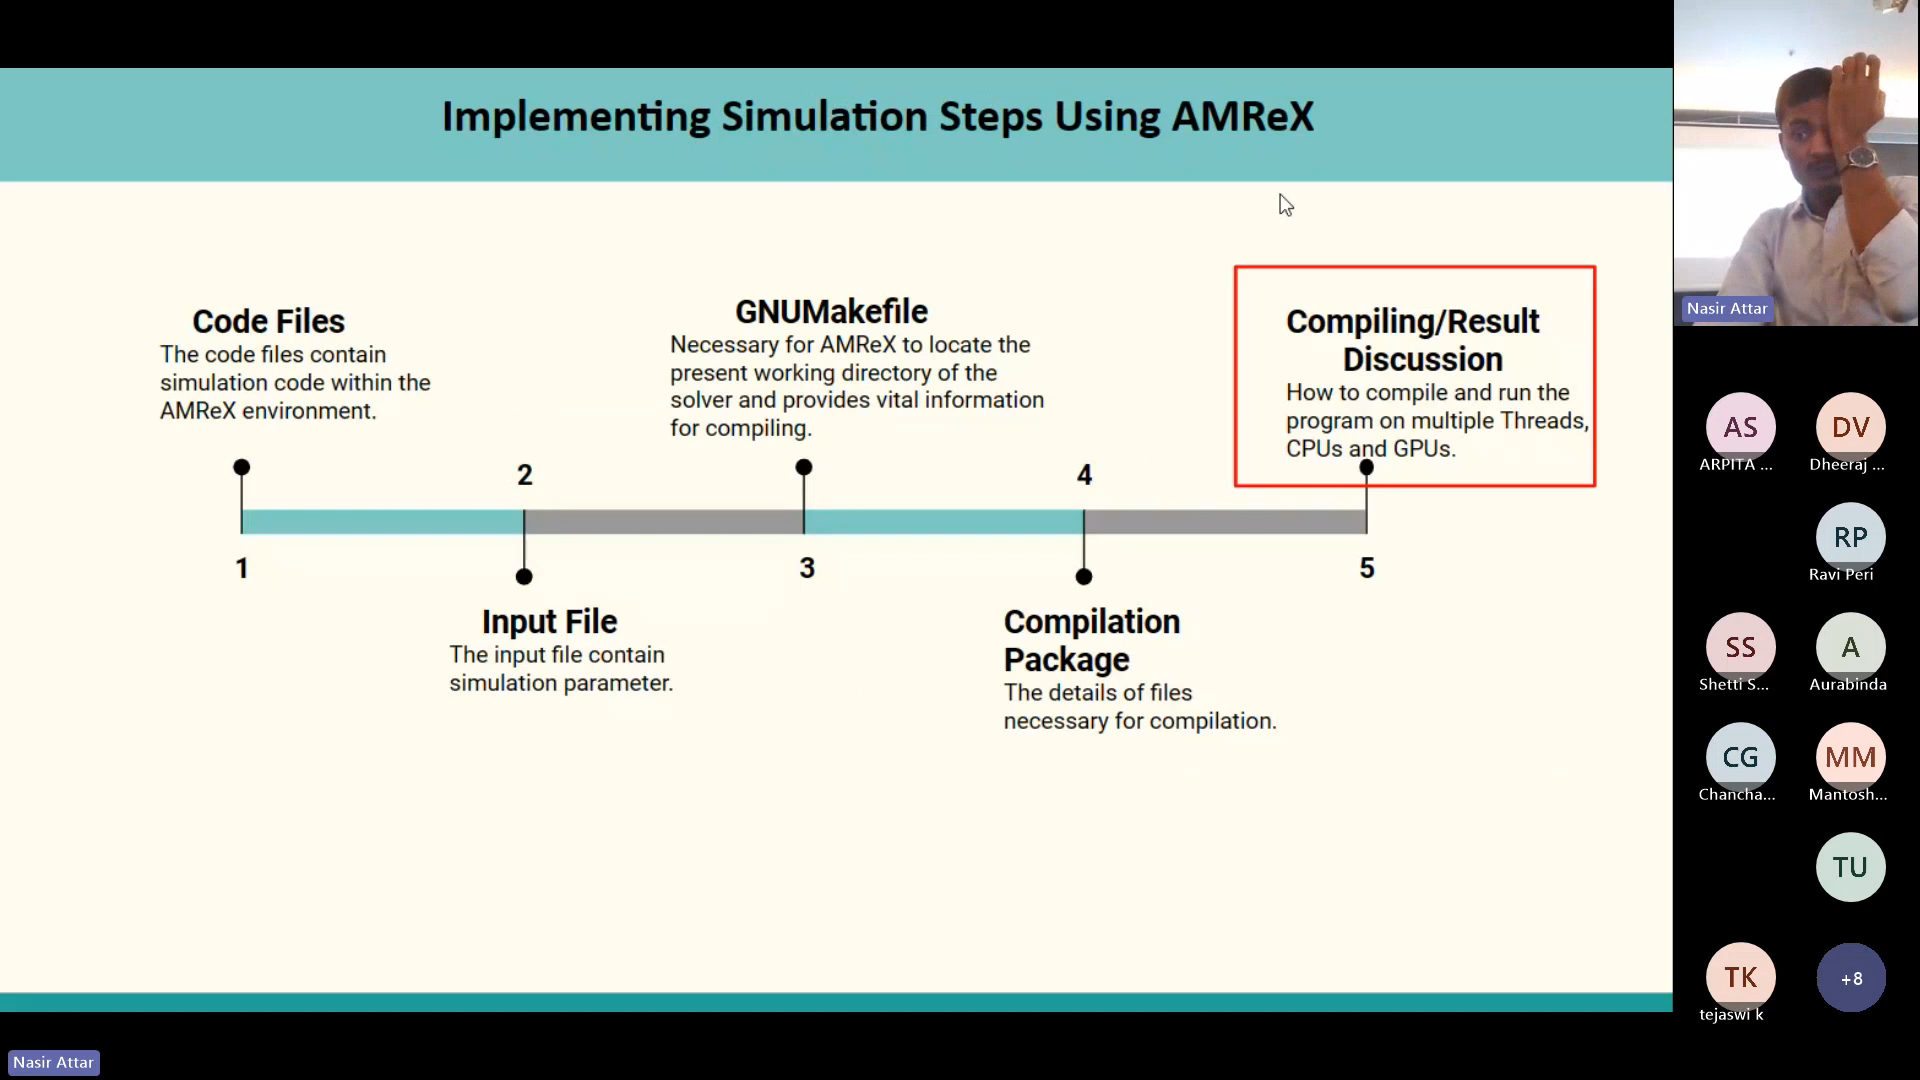 Implementing Simulation Steps Using AMReX
Code Files
The code files contain
simulation code within the
AMReX environment.
1
2
Input File
The input file contain
simulation parameter.
GNUMakefile
Necessary for AMReX to locate the
present working directory of the
solver and provides vital information
for compiling.
3
4
Compilation
Package
The details of files
necessary for compilation.
Compiling/Result
Discussion
How to compile and run the
program on multiple Threads,
CPUs and GPUs.
5
Nasir Attar
AS
ARPITA ...
DV
Dheeraj ...
RP
Ravi Peri
SS
Shetti S...
A
Aurabinda
CG
Chancha...
MM
Mantosh...
TU
TK
tejaswi k
+8
Nasir Attar